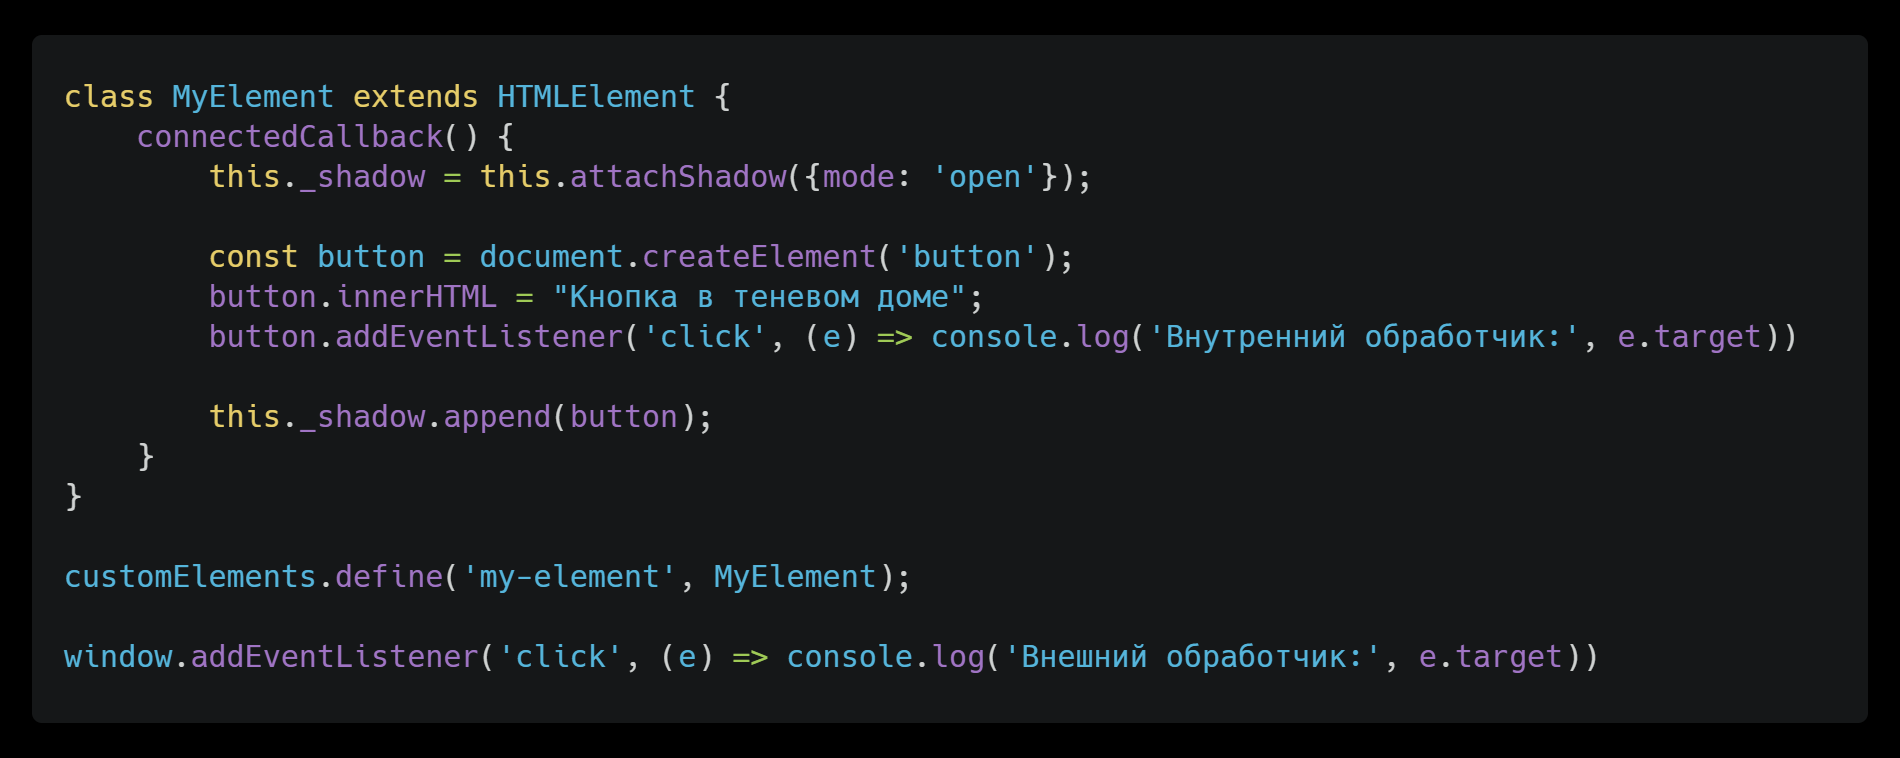 class MyElement extends HTMLElement {
    connectedCallback() {
        this._shadow = this.attachShadow({mode: 'open'});

        const button = document.createElement('button');
        button.innerHTML = "Кнопка в теневом доме";
        button.addEventListener('click', (e) => console.log('Внутренний обработчик:', e.target))

        this._shadow.append(button);
    }
}

customElements.define('my-element', MyElement);

window.addEventListener('click', (e) => console.log('Внешний обработчик:', e.target))